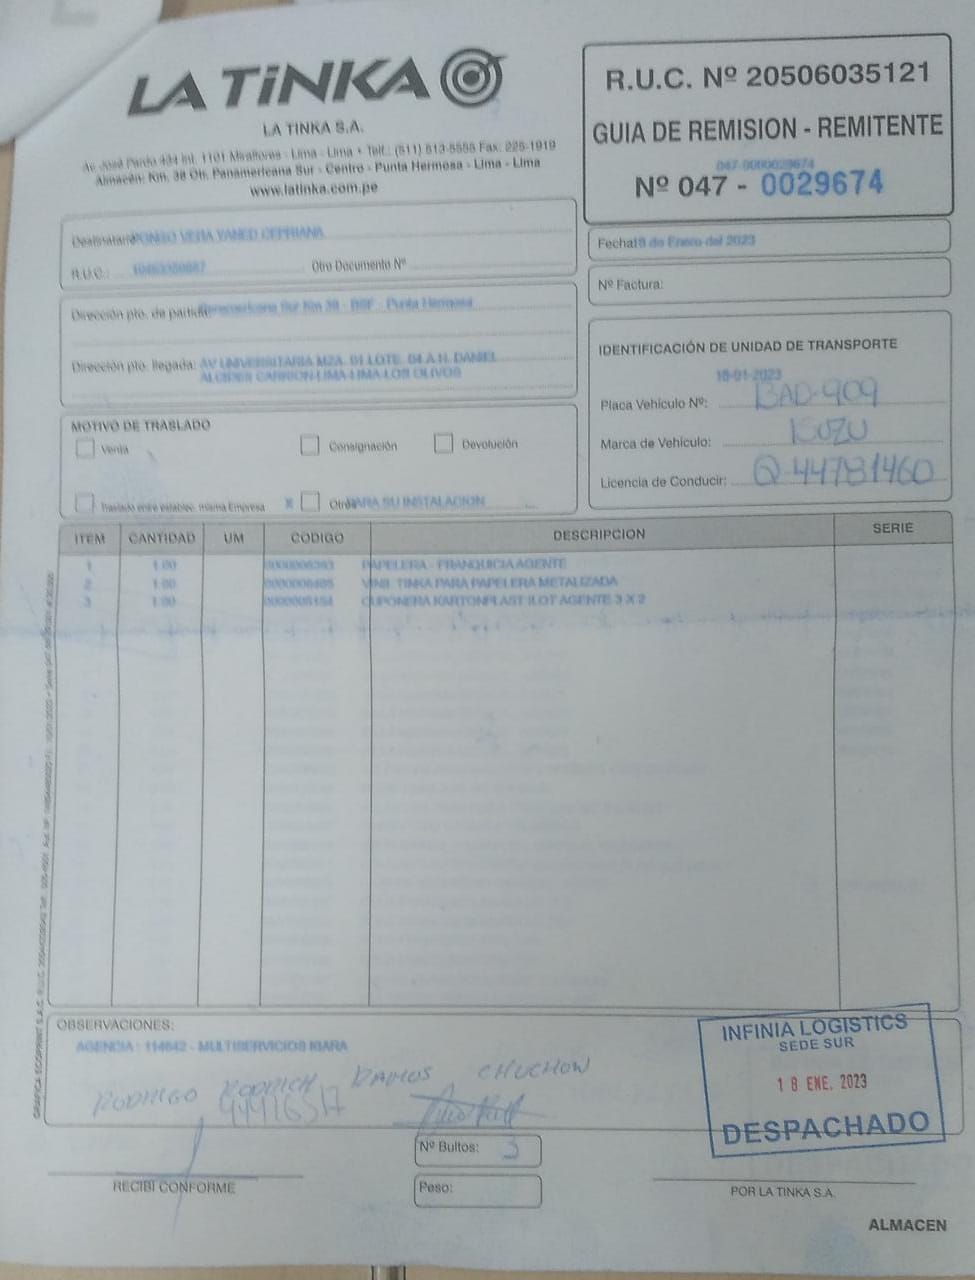 LA TiNKA
LA TINKA S.A.
Av. José Pardo 434 Int. 1101 Miraflores - Lima - Lima • Telf.: (511) 513-5555 Fax: 225-1919
Almacén: Km. 38 Ch. Panamericana Sur - Centro - Punta Hermosa - Lima - Lima
www.latinka.com.pe
R.U.C. Nº 20506035121
GUIA DE REMISION - REMITENTE
047-0000029674
Nº 047 - 0029674
Destinatario VERA YANED CEPRIANA
R.U.C.: Otro Documento Nº
Fecha: 18 de Enero del 2023
Nº Factura:
Dirección pto. de partida: Panamericana Sur Km 38 - BSF - Punta Hermosa
Dirección pto. llegada: AV UNIVERSITARIA MZA. 01 LOTE. 04 A.H. DANIEL
ALCIDES CARRION-LIMA-LIMA-LOS OLIVOS
IDENTIFICACIÓN DE UNIDAD DE TRANSPORTE
18-01-2023
Placa Vehículo Nº: BAD-909
Marca de Vehículo: ISUZU
Licencia de Conducir: Q-44781460
MOTIVO DE TRASLADO
Venta Consignación Devolución
Traslado entre establec. misma Empresa X Otros PARA SU INSTALACION
ITEM CANTIDAD UM CODIGO DESCRIPCION SERIE
1 1.00 PAPELERA - FRANQUICIA AGENTE
2 1.00 VINIL TINKA PARA PAPELERA METALIZADA
3 1.00 CUPONERA KARTONPLAST ILOT AGENTE 3 X 2
OBSERVACIONES:
AGENCIA : 114642 - MULTISERVICIOS KIARA
RODRIGO RODRICH RAMOS CHUCHON
44916517
INFINIA LOGISTICS
SEDE SUR
18 ENE. 2023
DESPACHADO
Nº Bultos: 3
RECIBÍ CONFORME
Peso:
POR LA TINKA S.A.
ALMACEN